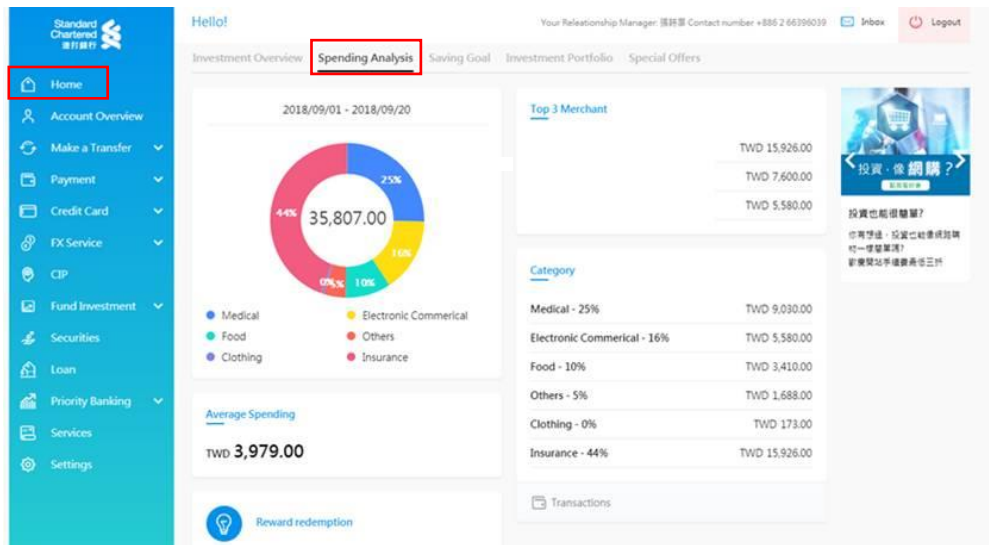 Standard
Chartered
渣打銀行
Hello!
Your Releationship Manager: Contact number +886 2 66396039
Inbox
Logout
Home
Account Overview
Make a Transfer
Payment
Credit Card
FX Service
CIP
Fund Investment
Securities
Loan
Priority Banking
Services
Settings
Investment Overview
Spending Analysis
Saving Goal
Investment Portfolio
Special Offers
2018/09/01 - 2018/09/20
25%
16%
10%
5%
0%
44%
35,807.00
Medical
Electronic Commerical
Food
Others
Clothing
Insurance
Average Spending
TWD 3,979.00
Reward redemption
Top 3 Merchant
TWD 15,926.00
TWD 7,600.00
TWD 5,580.00
Category
Medical - 25% TWD 9,030.00
Electronic Commerical - 16% TWD 5,580.00
Food - 10% TWD 3,410.00
Others - 5% TWD 1,688.00
Clothing - 0% TWD 173.00
Insurance - 44% TWD 15,926.00
Transactions
投資·像網購?
投資也能很簡單?